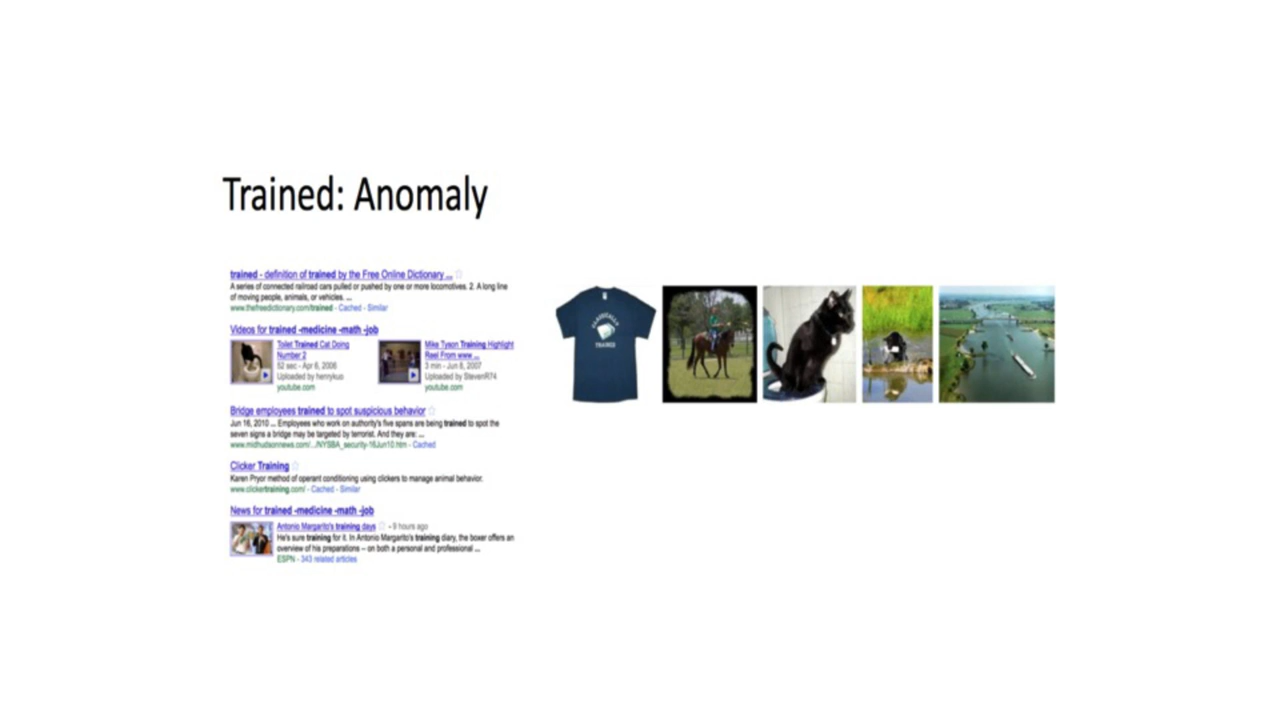 Trained: Anomaly
trained - definition of trained by the Free Online Dictionary ...
A series of connected railroad cars pulled or pushed by one or more locomotives. 2. A long line
of moving people, animals, or vehicles. ...
www.thefreedictionary.com/trained - Cached - Similar
Videos for trained -medicine -math -job
Toilet Trained Cat Doing
Number 2
52 sec - Apr 6, 2006
Uploaded by henrykuo
youtube.com
Mike Tyson Training Highlight
Reel From www ...
3 min - Jun 8, 2007
Uploaded by StevenR74
youtube.com
Bridge employees trained to spot suspicious behavior
Jun 16, 2010 ... Employees who work on authority's five spans are being trained to spot the
seven signs a bridge may be targeted by terrorist. And they are: ...
www.midhudsonnews.com/.../NYSBA_security-16Jun10.htm - Cached
Clicker Training
Karen Pryor method of operant conditioning using clickers to manage animal behavior.
www.clickertraining.com/ - Cached - Similar
News for trained -medicine -math -job
Antonio Margarito's training days - 9 hours ago
He's sure training for it. In Antonio Margarito's training diary, the boxer offers an
overview of his preparations -- on both a personal and professional ...
ESPN - 343 related articles
CLASSICALLY
TRAINED